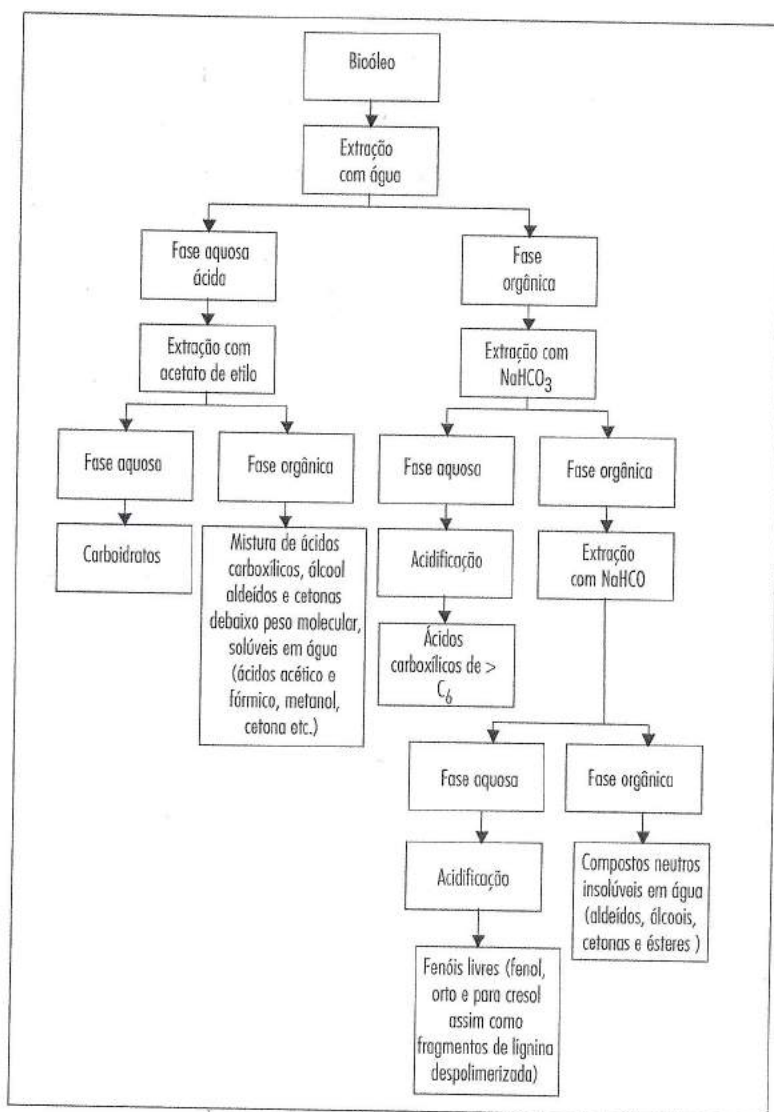 Bioóleo
Extração
com água
Fase aquosa
ácida
Fase
orgânica
Extração com
acetato de etilo
Extração com
NaHCO3
Fase aquosa
Fase orgânica
Fase aquosa
Fase orgânica
Carboidratos
Mistura de ácidos
carboxílicos, álcool
aldeídos e cetonas
debaixo peso molecular,
solúveis em água
(ácidos acético e
fórmico, metanol,
cetona etc.)
Acidificação
Extração
com NaHCO
Ácidos
carboxílicos de >
C6
Fase aquosa
Fase orgânica
Acidificação
Compostos neutros
insolúveis em água
(aldeídos, álcoois,
cetonas e ésteres )
Fenóis livres (fenol,
orto e para cresol
assim como
fragmentos de lignina
despolimerizada)